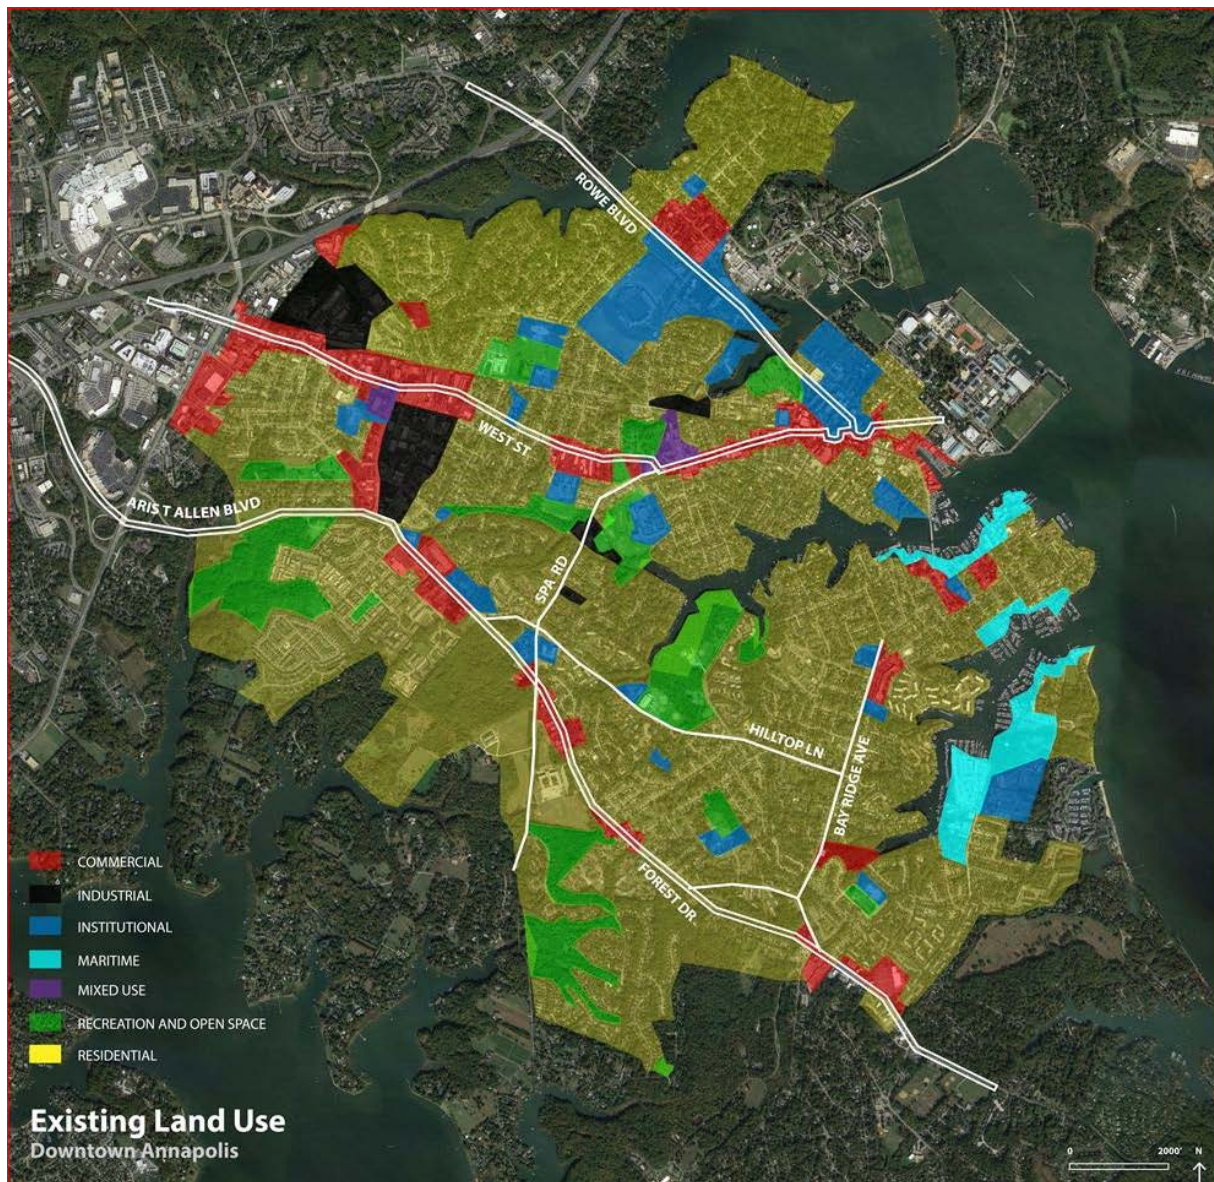 ROWE BLVD
WEST ST
ARIS T ALLEN BLVD
SPA RD
HILLTOP LN
BAY RIDGE AVE
FOREST DR.
COMMERCIAL
INDUSTRIAL
INSTITUTIONAL
MARITIME
MIXED USE
RECREATION AND OPEN SPACE
RESIDENTIAL
Existing Land Use
Downtown Annapolis
0 2000' N